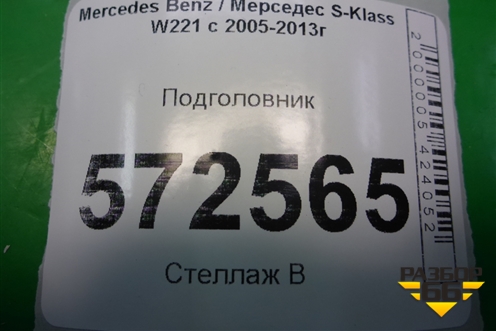 Mercedes Benz / Мерседес S-Klass
W221 с 2005-2013г
Подголовник
572565
Стеллаж В
2000005424052
РАЗБОР
66